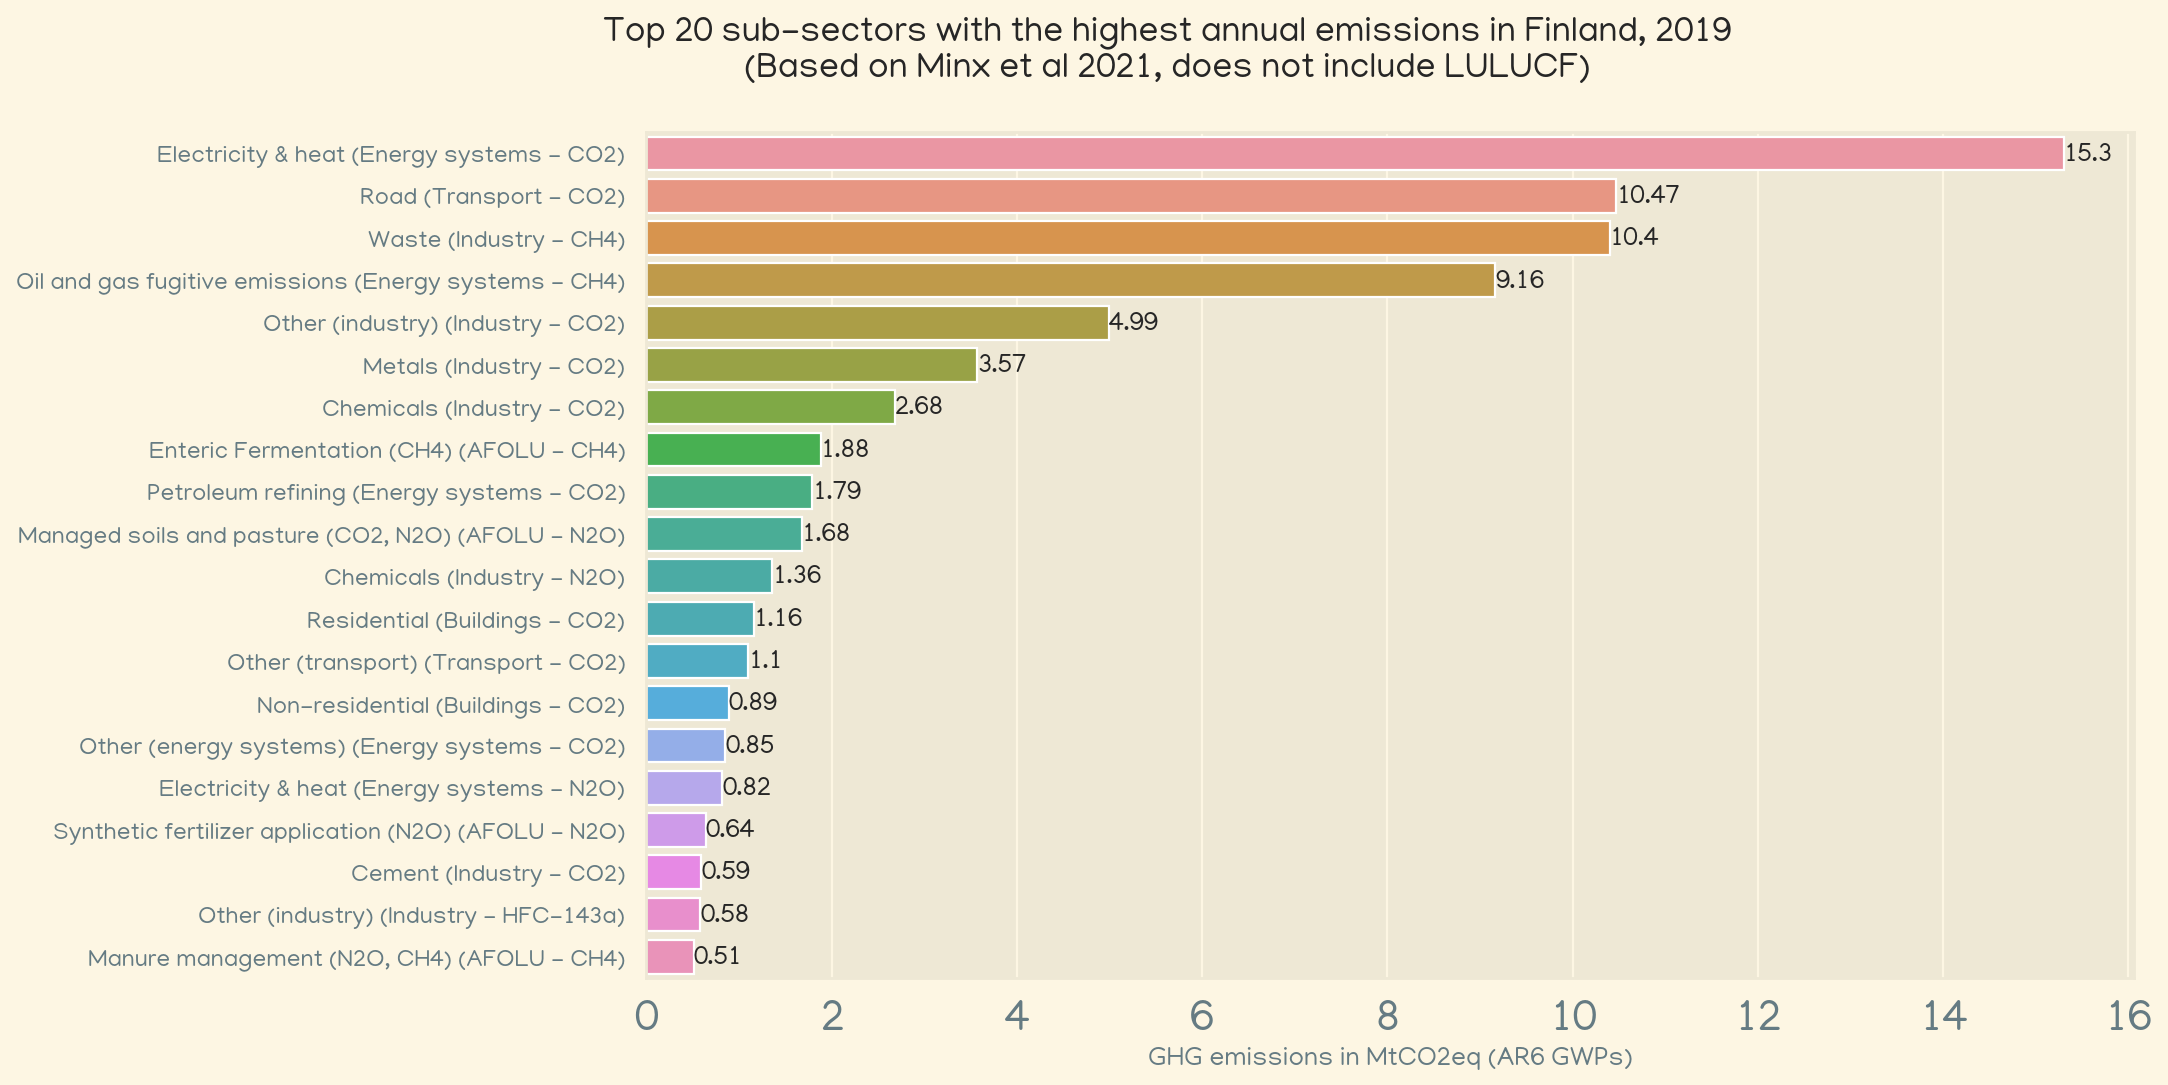 Top 20 sub-sectors with the highest annual emissions in Finland, 2019
(Based on Minx et al 2021, does not include LULUCF)
Electricity & heat (Energy systems - CO2) 15.3
Road (Transport - CO2) 10.47
Waste (Industry - CH4) 10.4
Oil and gas fugitive emissions (Energy systems - CH4) 9.16
Other (industry) (Industry - CO2) 4.99
Metals (Industry - CO2) 3.57
Chemicals (Industry - CO2) 2.68
Enteric Fermentation (CH4) (AFOLU - CH4) 1.88
Petroleum refining (Energy systems - CO2) 1.79
Managed soils and pasture (CO2, N2O) (AFOLU - N2O) 1.68
Chemicals (Industry - N2O) 1.36
Residential (Buildings - CO2) 1.16
Other (transport) (Transport - CO2) 1.1
Non-residential (Buildings - CO2) 0.89
Other (energy systems) (Energy systems - CO2) 0.85
Electricity & heat (Energy systems - N2O) 0.82
Synthetic fertilizer application (N2O) (AFOLU - N2O) 0.64
Cement (Industry - CO2) 0.59
Other (industry) (Industry - HFC-143a) 0.58
Manure management (N2O, CH4) (AFOLU - CH4) 0.51
0 2 4 6 8 10 12 14 16
GHG emissions in MtCO2eq (AR6 GWPs)